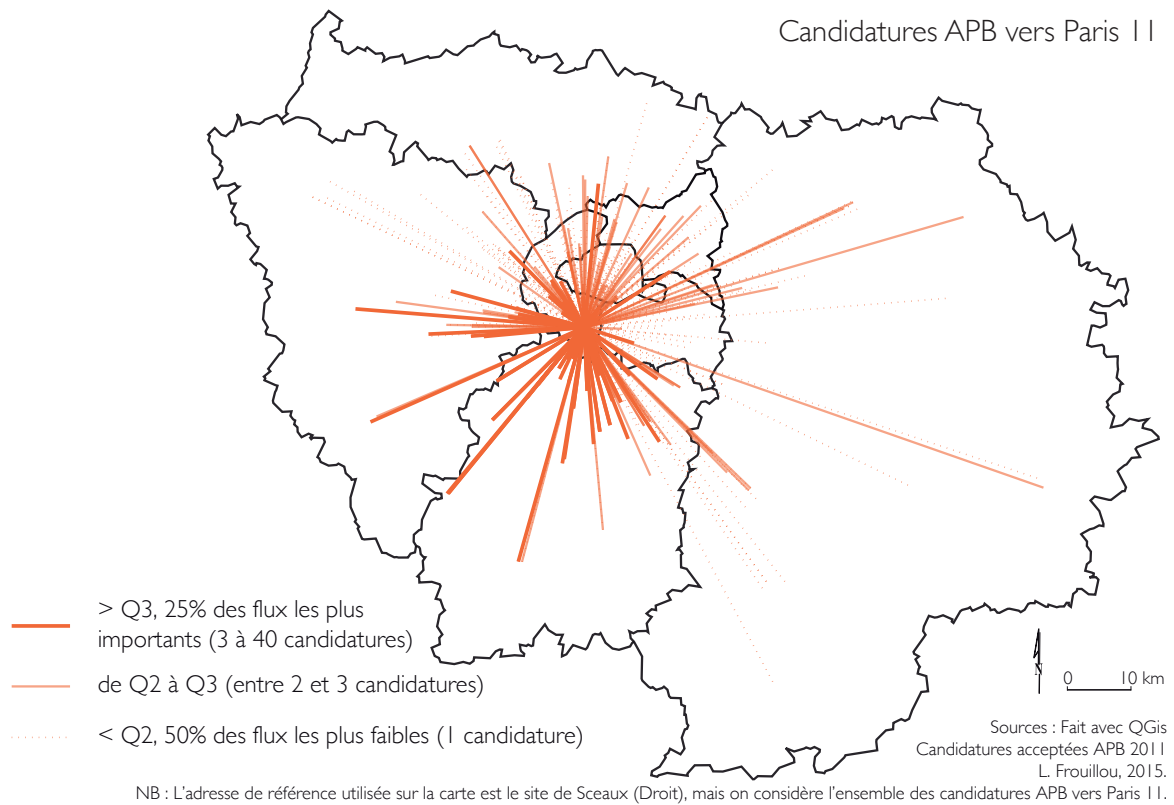 Candidatures APB vers Paris 11
> Q3, 25% des flux les plus
importants (3 à 40 candidatures)
de Q2 à Q3 (entre 2 et 3 candidatures)
< Q2, 50% des flux les plus faibles (1 candidature)
N
0 10 km
Sources : Fait avec QGis
Candidatures acceptées APB 2011
L. Frouillou, 2015.
NB : L'adresse de référence utilisée sur la carte est le site de Sceaux (Droit), mais on considère l'ensemble des candidatures APB vers Paris 11.